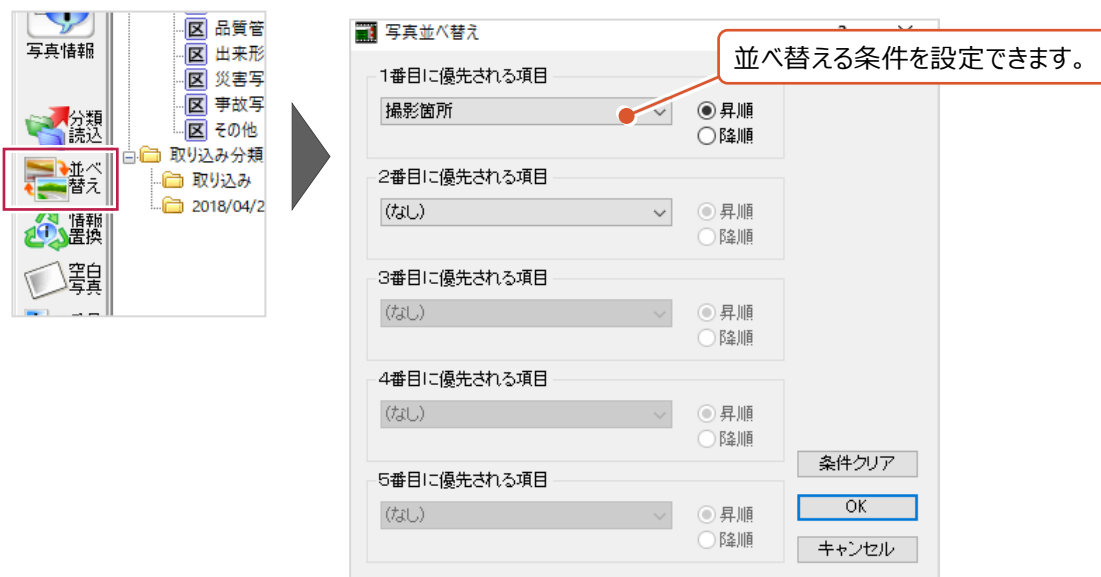 写真情報
分類
読込
並べ
替え
情報
置換
空白
写真
区 品質管
区 出来形
区 災害写
区 事故写
区 その他
取り込み分類
取り込み
2018/04/2
写真並べ替え
並べ替える条件を設定できます。
1番目に優先される項目
撮影箇所
昇順
降順
2番目に優先される項目
(なし)
昇順
降順
3番目に優先される項目
(なし)
昇順
降順
4番目に優先される項目
(なし)
昇順
降順
5番目に優先される項目
(なし)
昇順
降順
条件クリア
OK
キャンセル